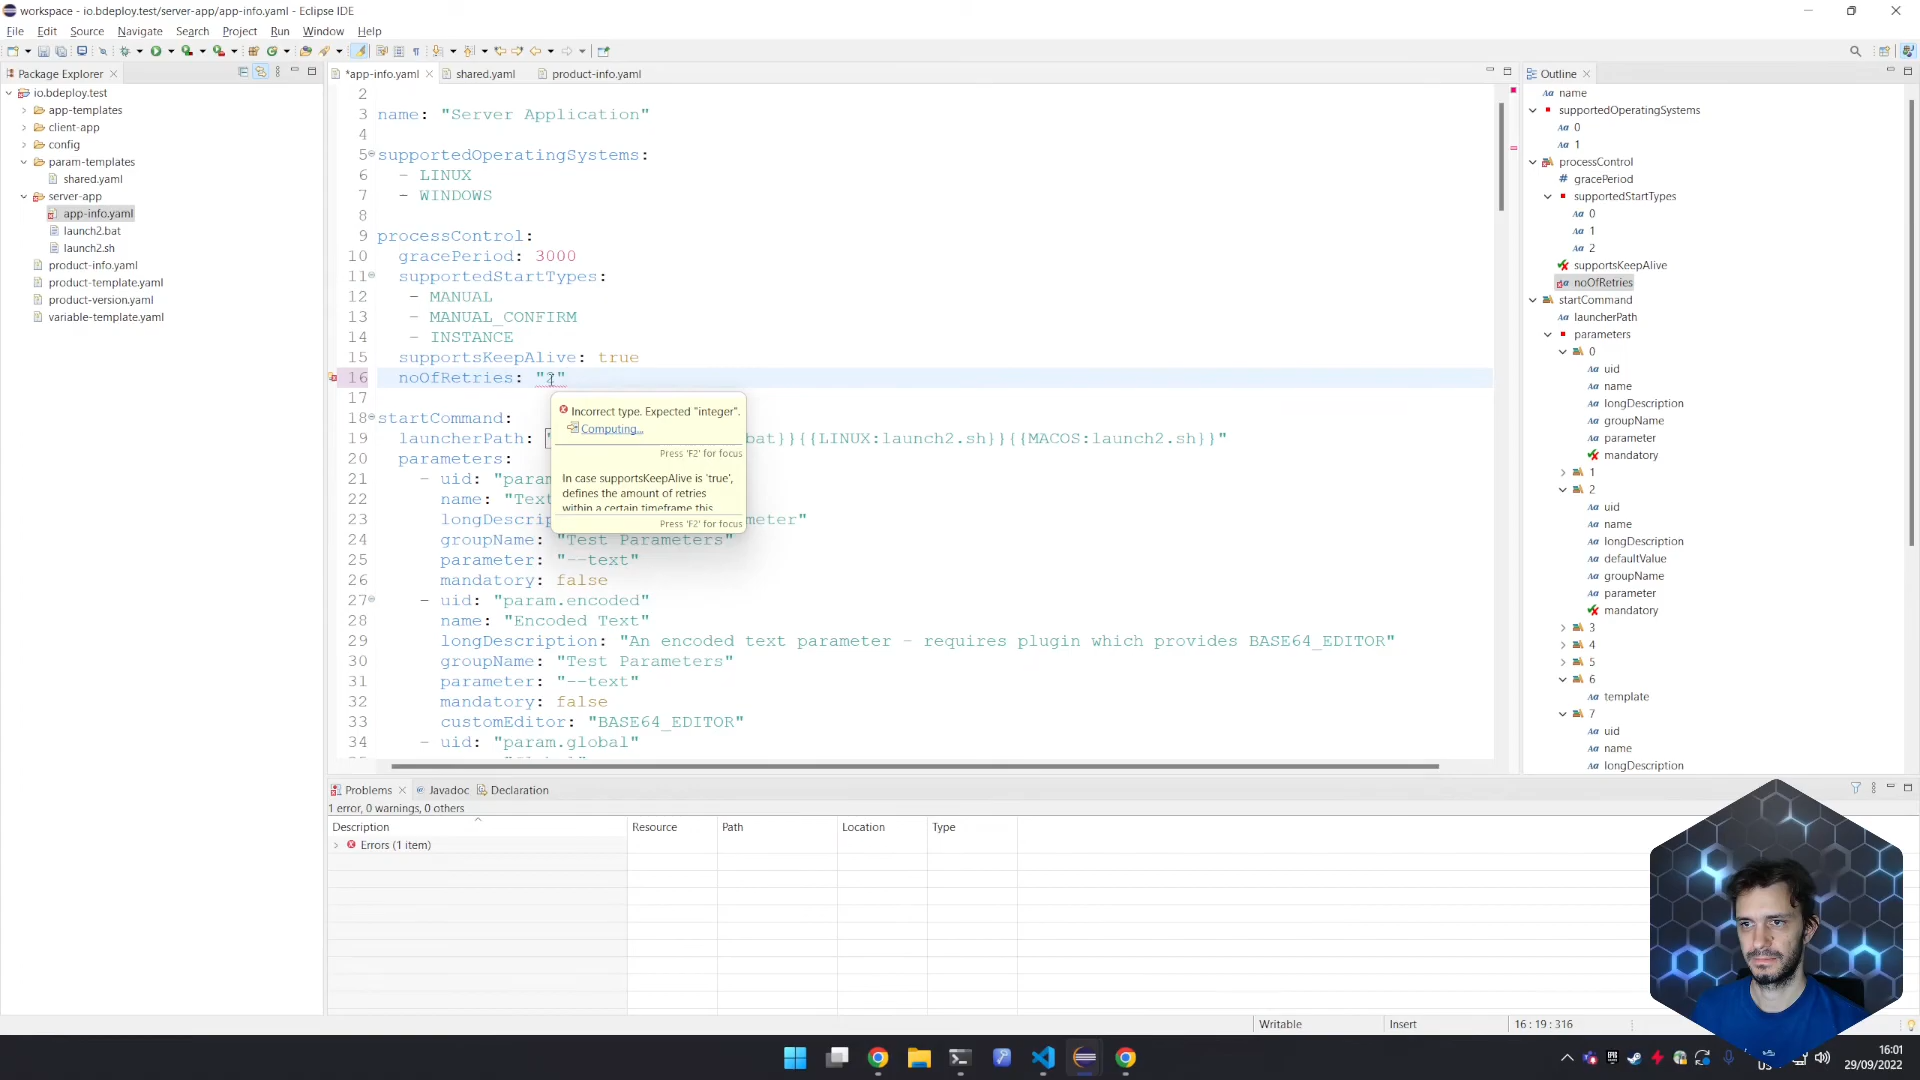 workspace - io.bdeploy.test/server-app/app-info.yaml - Eclipse IDE
File Edit Source Navigate Search Project Run Window Help
Package Explorer
io.bdeploy.test
app-templates
client-app
config
param-templates
shared.yaml
server-app
app-info.yaml
launch2.bat
launch2.sh
product-info.yaml
product-template.yaml
product-version.yaml
variable-template.yaml
*app-info.yaml shared.yaml product-info.yaml
2
3 name: "Server Application"
4
5 supportedOperatingSystems:
6 - LINUX
7 - WINDOWS
8
9 processControl:
10 gracePeriod: 3000
11 supportedStartTypes:
12 - MANUAL
13 - MANUAL_CONFIRM
14 - INSTANCE
15 supportsKeepAlive: true
16 noOfRetries: "2"
17
18 startCommand:
19 launcherPath: bat}}{{LINUX:launch2.sh}}{{MACOS:launch2.sh}}"
20 parameters:
21 - uid: "para
22 name: "Text
23 longDescrip meter"
24 groupName: "Test Parameters"
25 parameter: "--text"
26 mandatory: false
27 - uid: "param.encoded"
28 name: "Encoded Text"
29 longDescription: "An encoded text parameter - requires plugin which provides BASE64_EDITOR"
30 groupName: "Test Parameters"
31 parameter: "--text"
32 mandatory: false
33 customEditor: "BASE64_EDITOR"
34 - uid: "param.global"
Incorrect type. Expected "integer".
Computing...
Press 'F2' for focus
In case supportsKeepAlive is 'true',
defines the amount of retries
within a certain timeframe this
Press 'F2' for focus
Outline
name
supportedOperatingSystems
0
1
processControl
# gracePeriod
supportedStartTypes
0
1
2
supportsKeepAlive
noOfRetries
startCommand
launcherPath
parameters
0
uid
name
longDescription
groupName
parameter
mandatory
1
2
uid
name
longDescription
defaultValue
groupName
parameter
mandatory
3
4
5
6
template
7
uid
name
longDescription
Problems @ Javadoc Declaration
1 error, 0 warnings, 0 others
Description Resource Path Location Type
Errors (1 item)
Writable Insert 16 : 19 : 316
16:01
29/09/2022